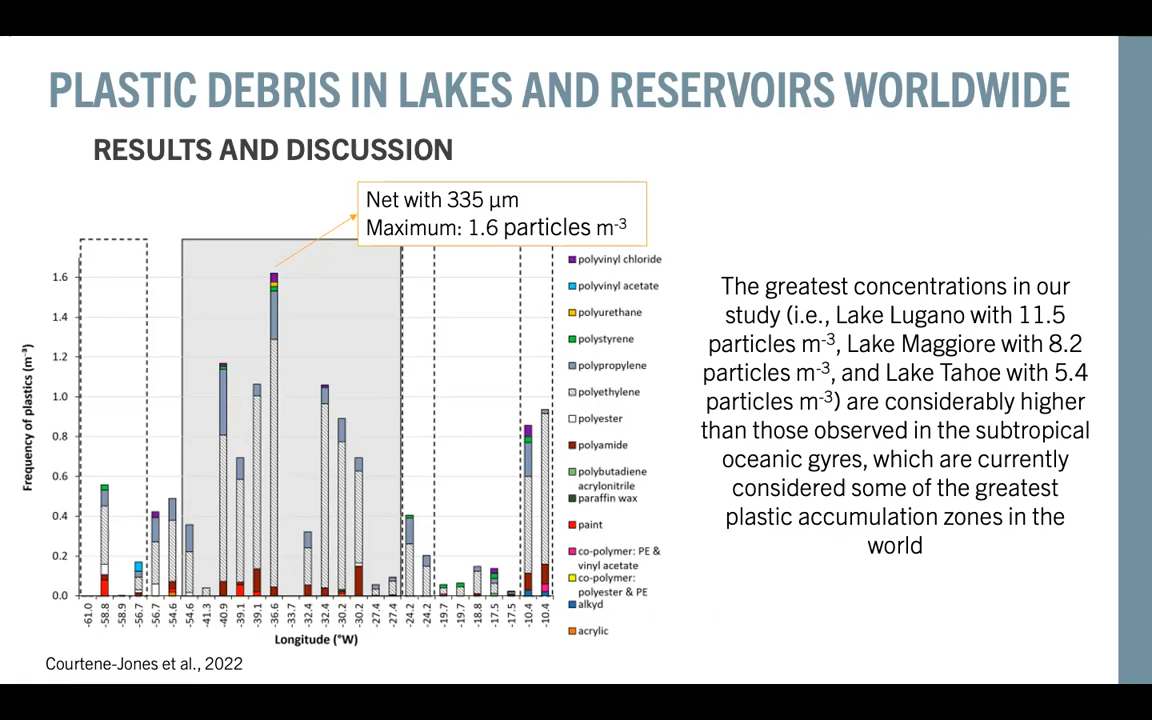 PLASTIC DEBRIS IN LAKES AND RESERVOIRS WORLDWIDE
RESULTS AND DISCUSSION
Net with 335 µm
Maximum: 1.6 particles m-3
Frequency of plastics (m⁻³)
1.6
1.4
1.2
1.0
0.8
0.6
0.4
0.2
0.0
-61.0
-58.8
-58.9
-56.7
-56.7
-54.6
-54.6
-41.3
-40.9
-39.1
-39.1
-36.6
-33.7
-32.4
-32.4
-30.2
-30.2
-27.4
-27.4
-24.2
-24.2
-19.7
-19.7
-18.8
-17.5
-17.5
-10.4
-10.4
Longitude (°W)
polyvinyl chloride
polyvinyl acetate
polyurethane
polystyrene
polypropylene
polyethylene
polyester
polyamide
polybutadiene
acrylonitrile
paraffin wax
paint
co-polymer: PE &
vinyl acetate
co-polymer:
polyester & PE
alkyd
acrylic
The greatest concentrations in our
study (i.e., Lake Lugano with 11.5
particles m-3, Lake Maggiore with 8.2
particles m-3, and Lake Tahoe with 5.4
particles m-3) are considerably higher
than those observed in the subtropical
oceanic gyres, which are currently
considered some of the greatest
plastic accumulation zones in the
world
Courtene-Jones et al., 2022